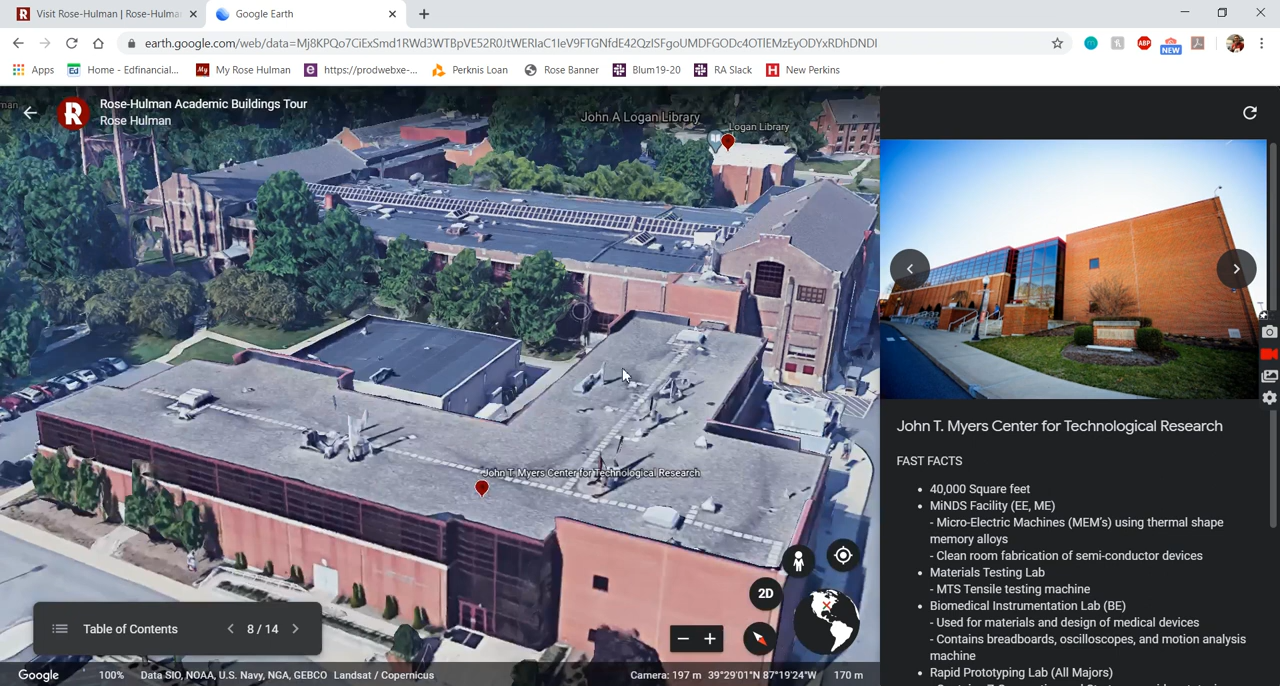 Visit Rose-Hulman | Rose-Hulma
Google Earth
earth.google.com/web/data=Mj8KPQo7CiExSmd1RWd3WTBpVE52R0JtWERIaC1IeV9FTGNfdE42QzISFgoUMDFGODc4OTlEMzEyODYxRDhDNDI
Apps
Home - Edfinancial...
My Rose Hulman
https://prodwebxe-...
Perknis Loan
Rose Banner
Blum19-20
RA Slack
New Perkins
NEW
ABP
Rose-Hulman Academic Buildings Tour
Rose Hulman
John A Logan Library
Logan Library
John T. Myers Center for Technological Research
2D
Table of Contents
8 / 14
Google
100%
Data SIO, NOAA, U.S. Navy, NGA, GEBCO Landsat / Copernicus
Camera: 197 m 39°29'01"N 87°19'24"W
170 m
John T. Myers Center for Technological Research
FAST FACTS
• 40,000 Square feet
• MiNDS Facility (EE, ME)
- Micro-Electric Machines (MEM's) using thermal shape
memory alloys
- Clean room fabrication of semi-conductor devices
• Materials Testing Lab
- MTS Tensile testing machine
• Biomedical Instrumentation Lab (BE)
- Used for materials and design of medical devices
- Contains breadboards, oscilloscopes, and motion analysis
machine
• Rapid Prototyping Lab (All Majors)